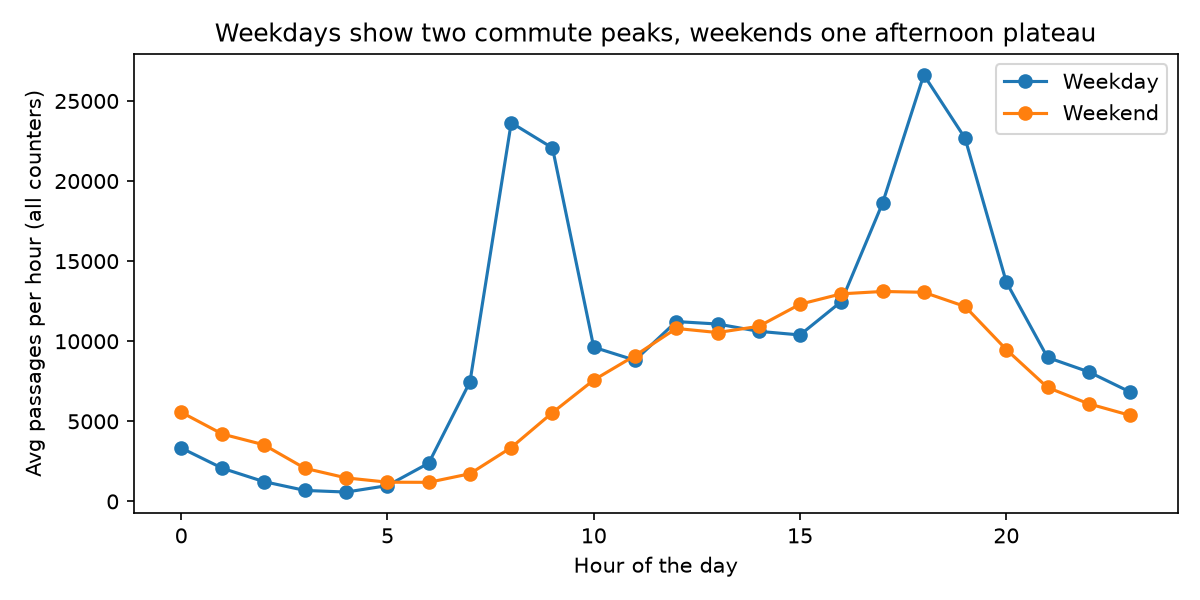 Weekdays show two commute peaks, weekends one afternoon plateau
Weekday
Weekend
Avg passages per hour (all counters)
25000
20000
15000
10000
5000
0
0
5
10
15
20
Hour of the day